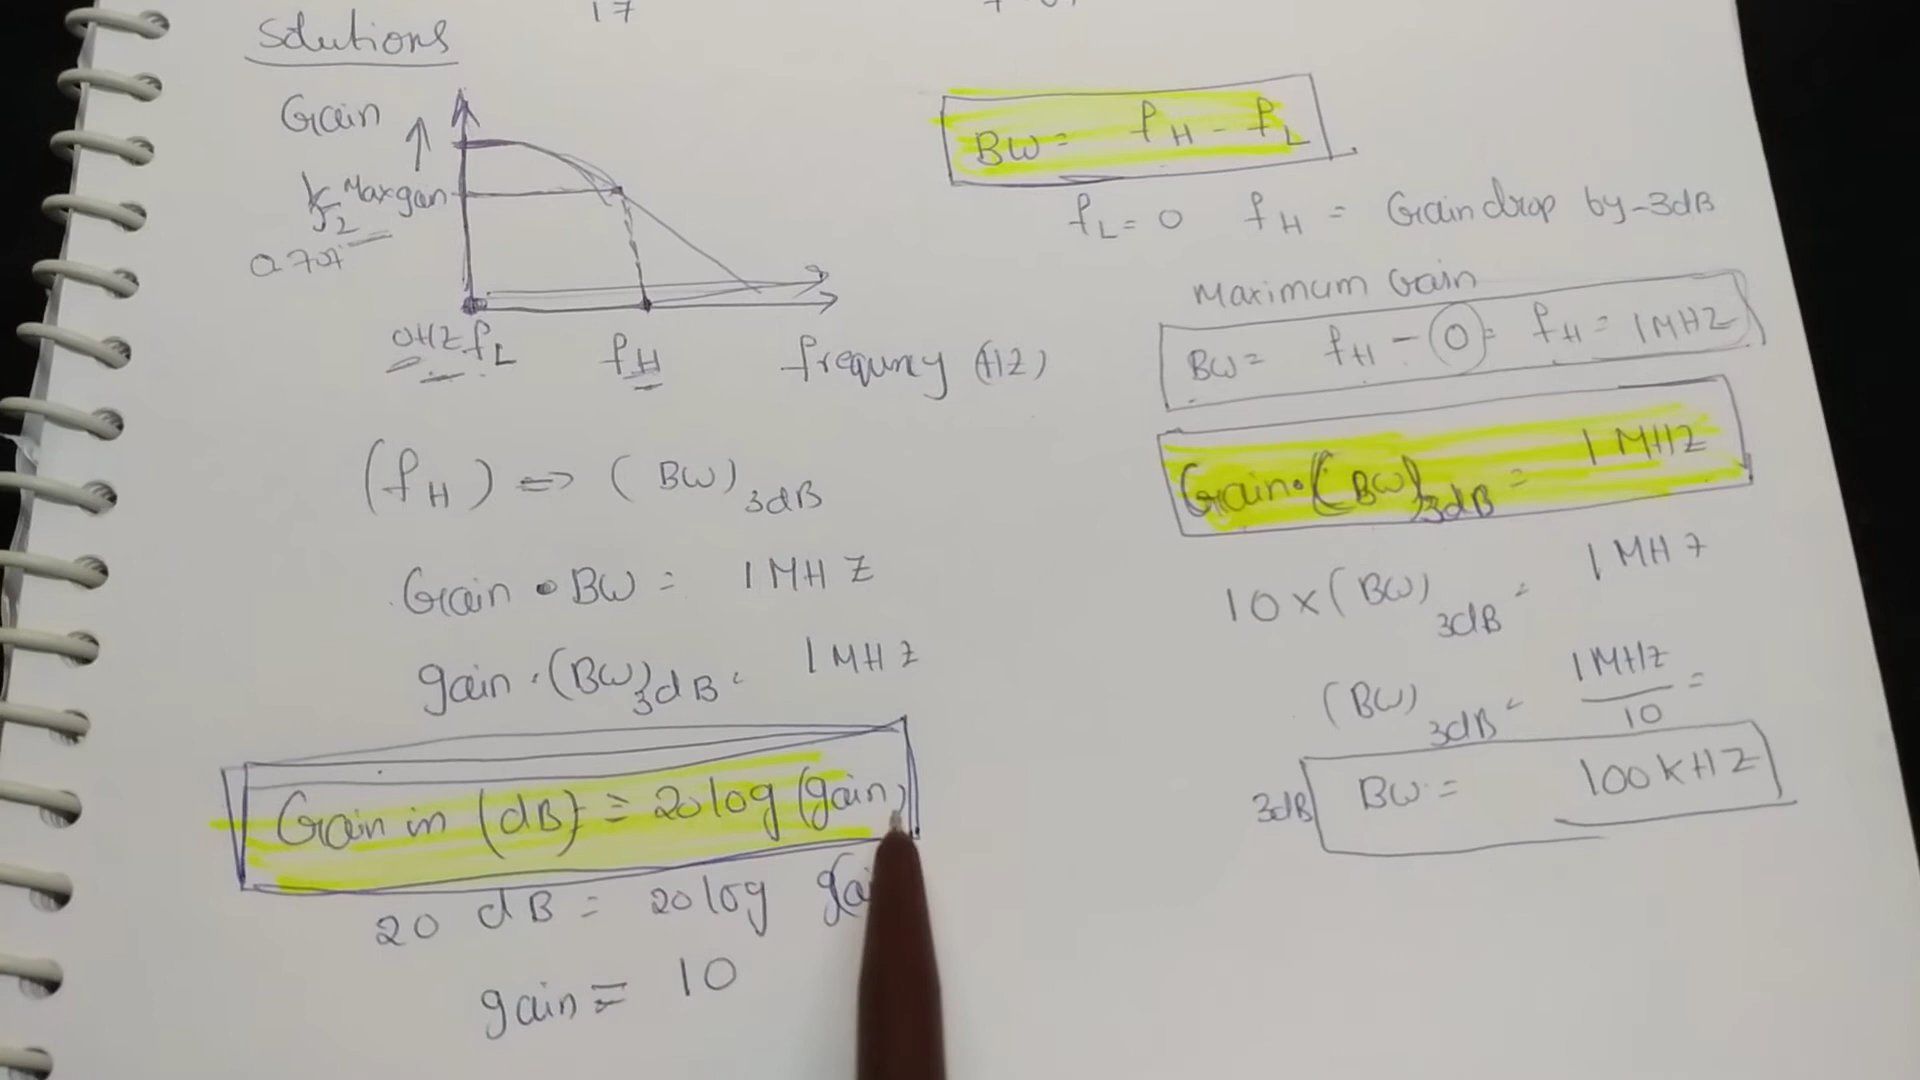 17
Solutions
Gain
1/√2 Max gain
0.707
0HZ fL
fH
frequny (HZ)
(fH) => (BW)3dB
Gain • BW = 1MHZ
gain . (BW)3dB = 1MHZ
Gain in (dB) = 20log (gain)
20 dB = 20log
gain = 10
BW = fH - fL
fL = 0 fH = Gain drop by -3dB
Maximum Gain
BW = fH - 0 = fH = 1MHZ
Gain.(BW)3dB = 1MHZ
10 x (BW)3dB = 1MHZ
(BW)3dB = 1MHZ/10 =
3dB BW = 100KHZ